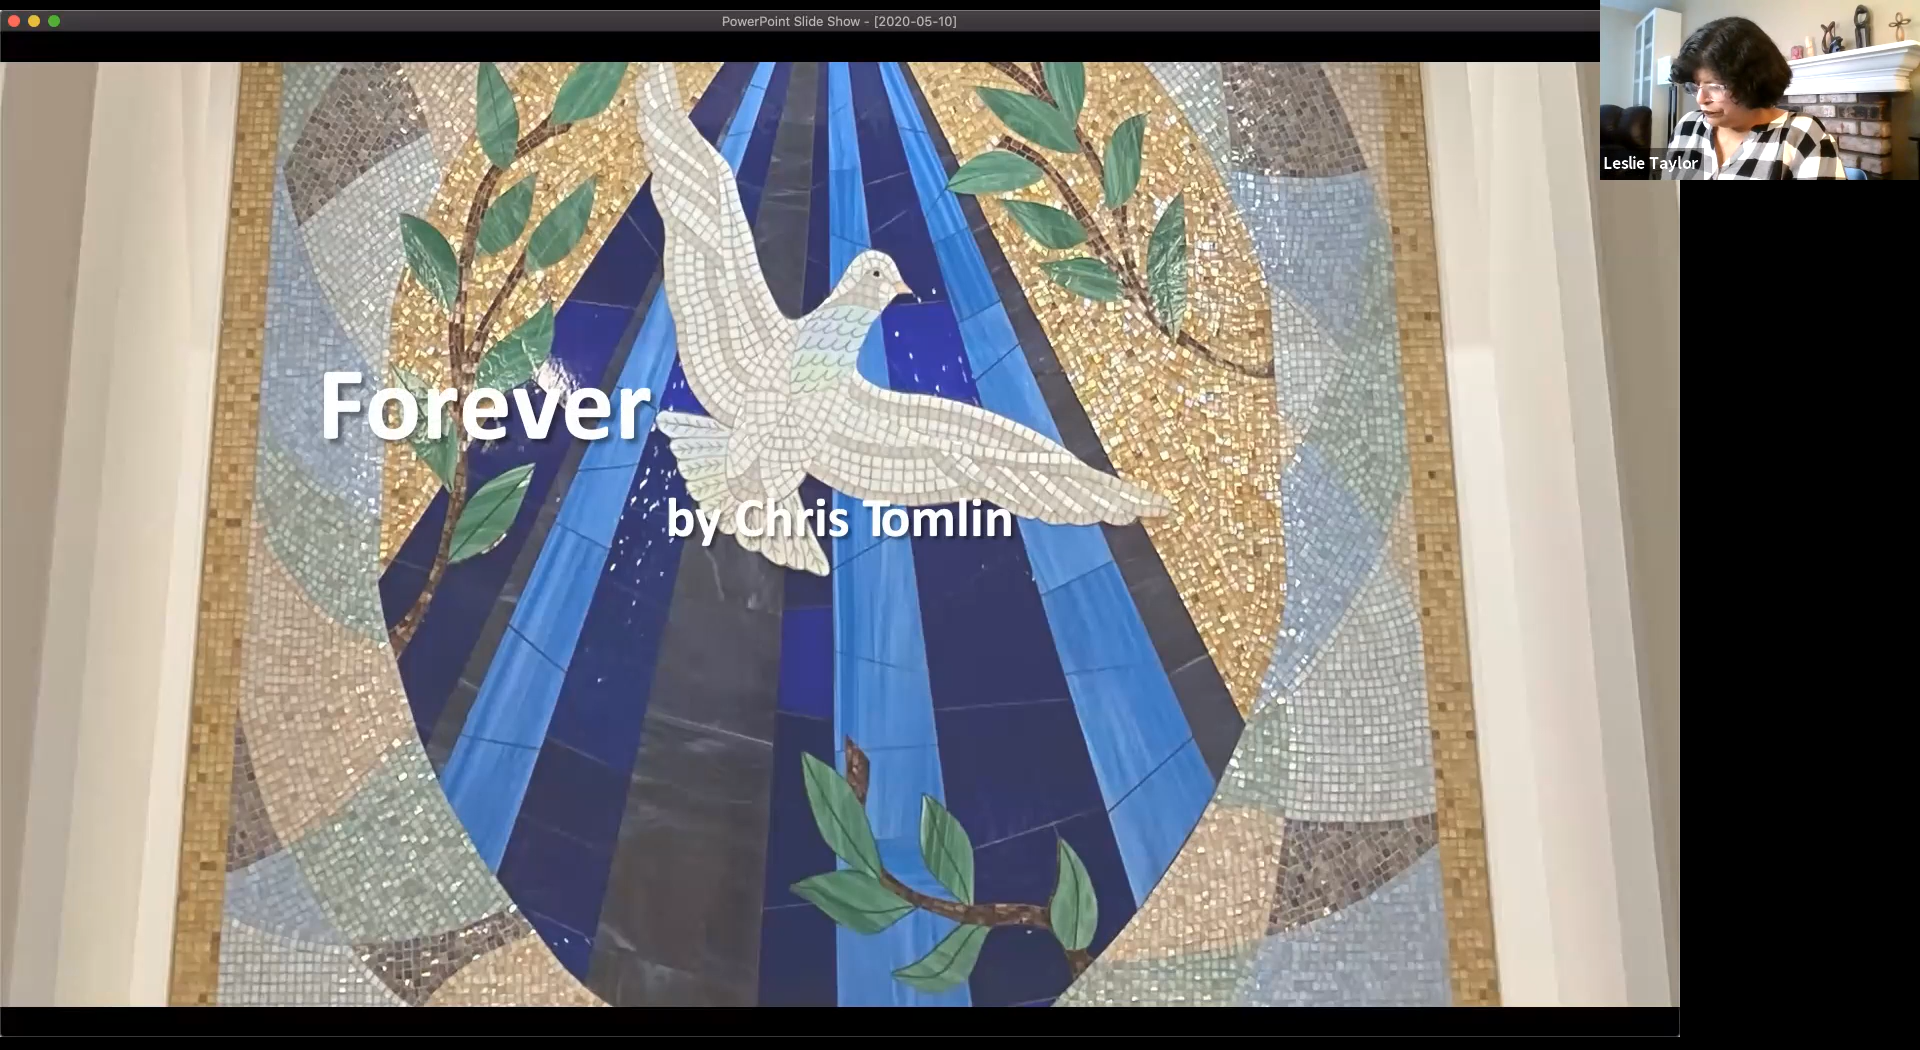 PowerPoint Slide Show - [2020-05-10]
Leslie Taylor
Forever
by Chris Tomlin